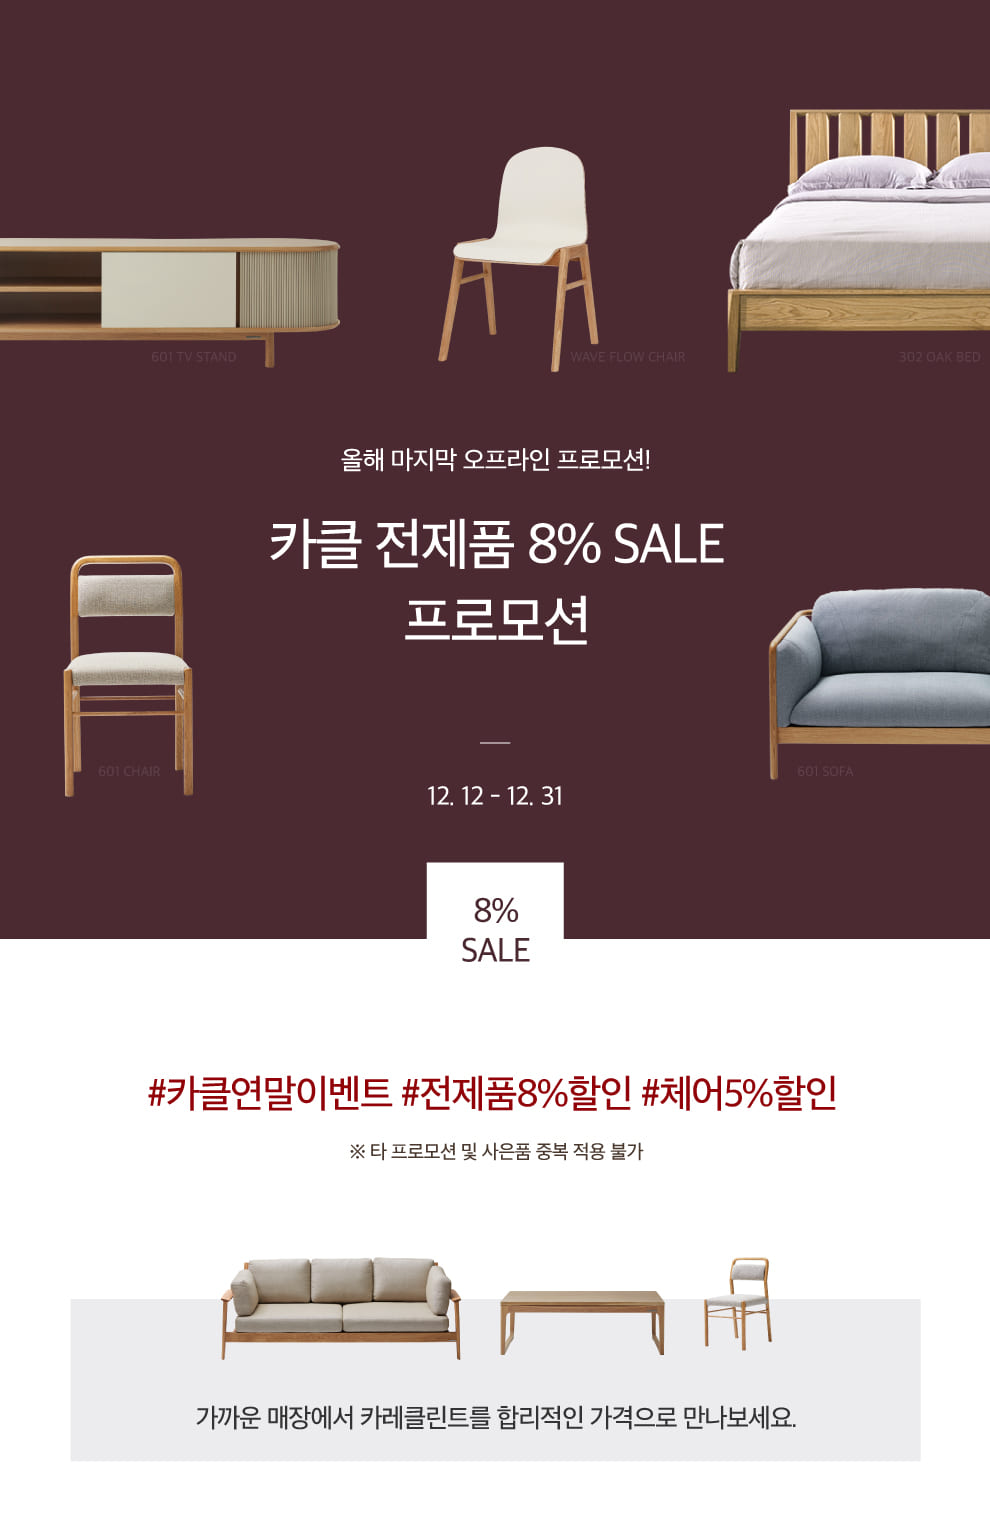 601 TV STAND
WAVE FLOW CHAIR
302 OAK BED
올해 마지막 오프라인 프로모션!
카클 전제품 8% SALE
프로모션
601 CHAIR
601 SOFA
12. 12 - 12. 31
8%
SALE
#카클연말이벤트 #전제품8%할인 #체어5%할인
※ 타 프로모션 및 사은품 중복 적용 불가
가까운 매장에서 카레클린트를 합리적인 가격으로 만나보세요.